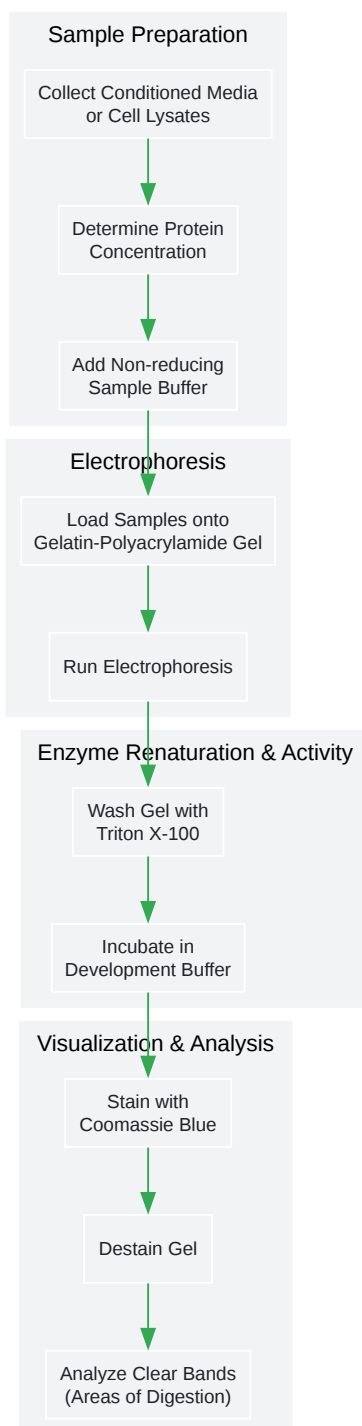 Sample Preparation
Collect Conditioned Media
or Cell Lysates
Determine Protein
Concentration
Add Non-reducing
Sample Buffer
Electrophoresis
Load Samples onto
Gelatin-Polyacrylamide Gel
Run Electrophoresis
Enzyme Renaturation & Activity
Wash Gel with
Triton X-100
Incubate in
Development Buffer
Visualization & Analysis
Stain with
Coomassie Blue
Destain Gel
Analyze Clear Bands
(Areas of Digestion)